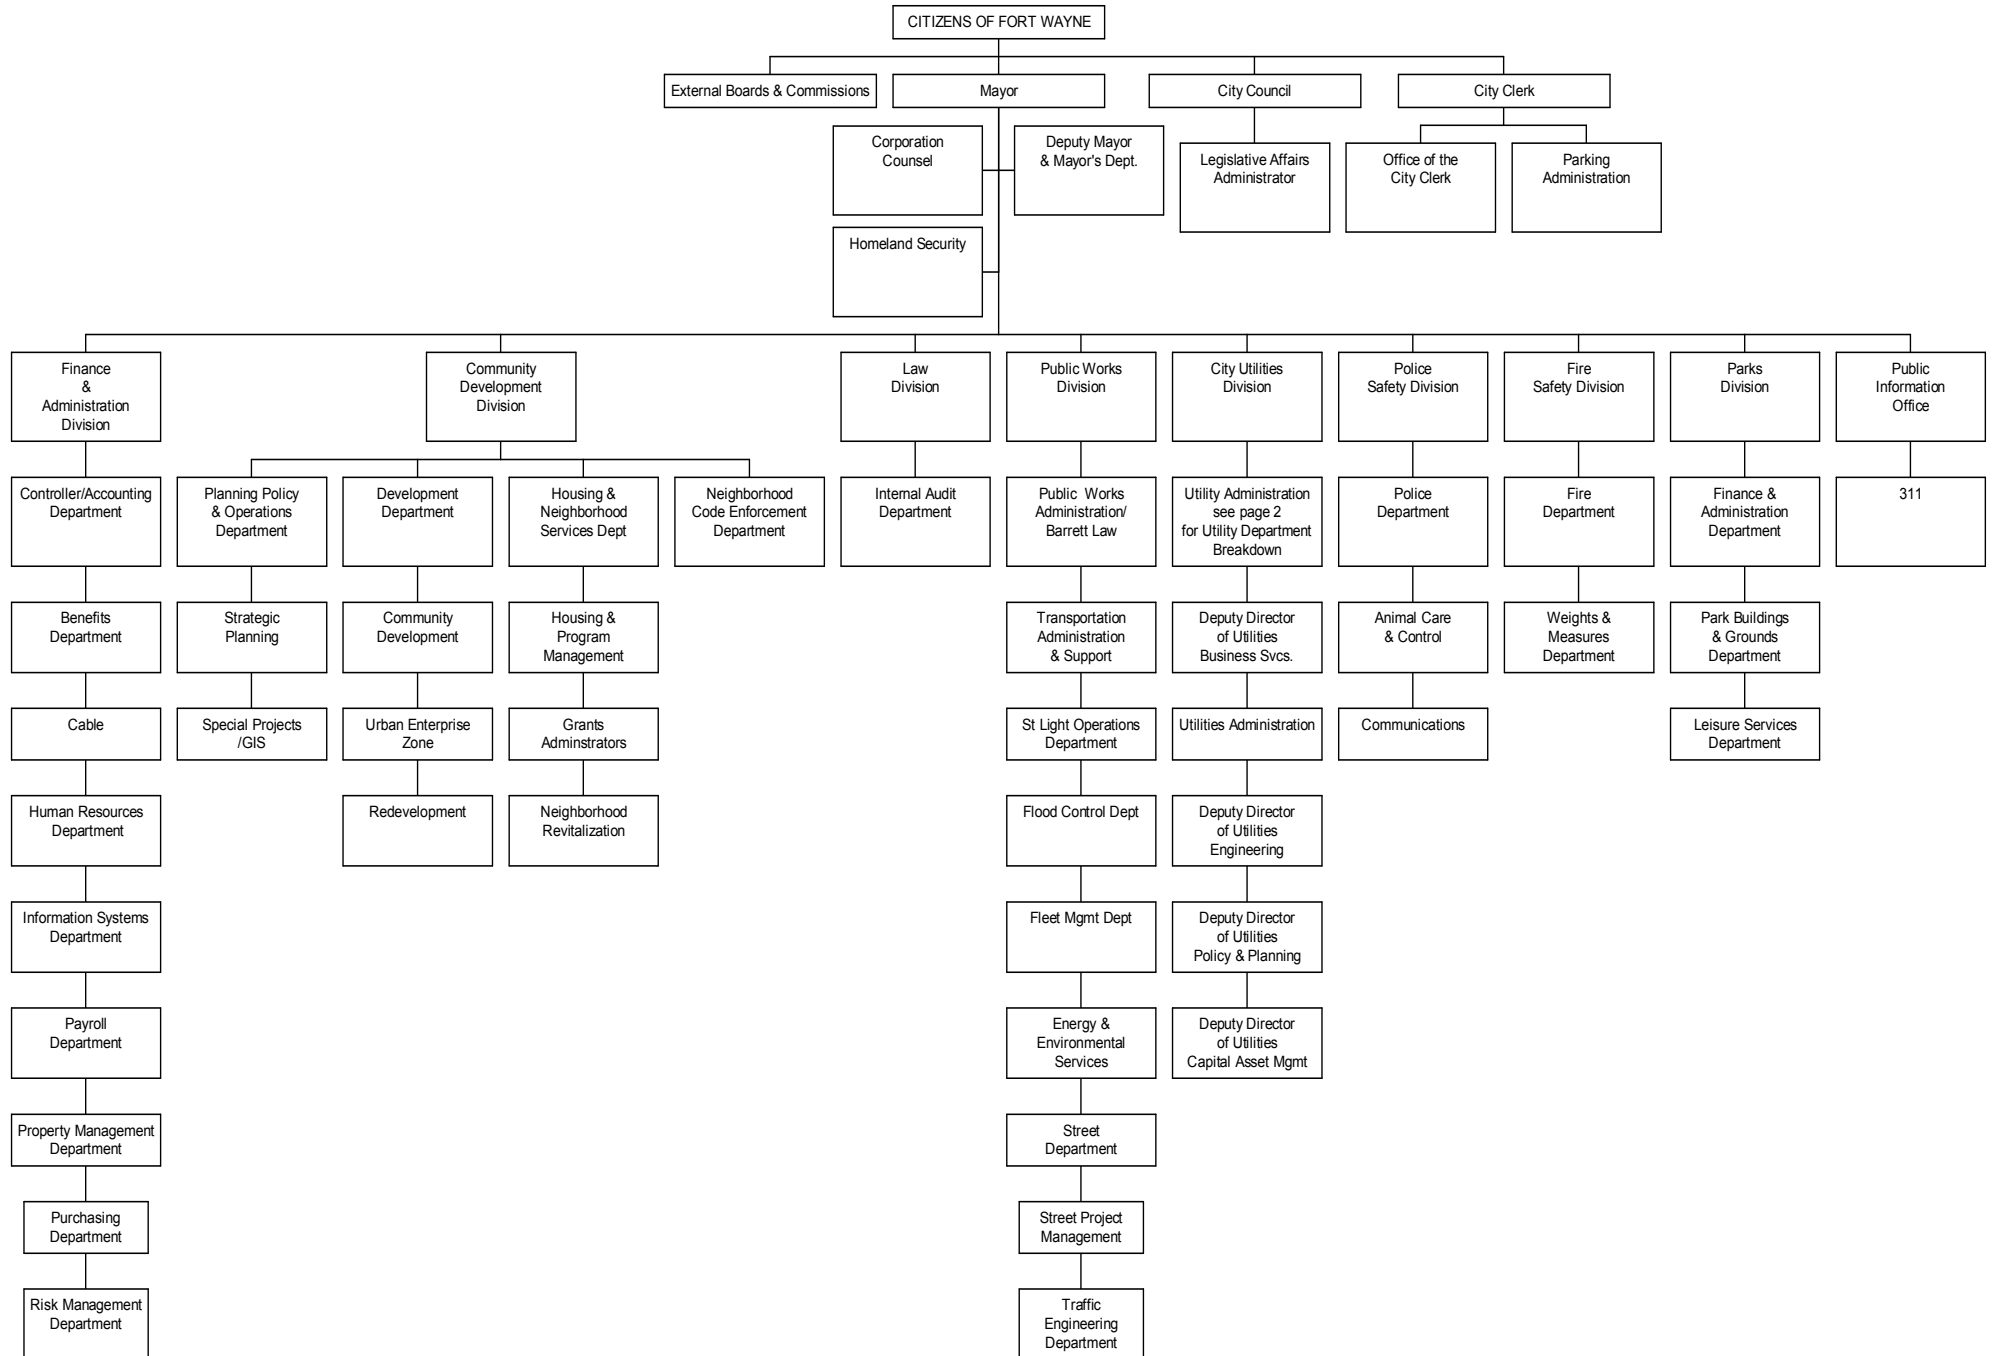 CITIZENS OF FORT WAYNE
External Boards & Commissions
Mayor
City Council
City Clerk
Corporation
Counsel
Deputy Mayor
& Mayor's Dept.
Legislative Affairs
Administrator
Office of the
City Clerk
Parking
Administration
Homeland Security
Finance
&
Administration
Division
Community
Development
Division
Law
Division
Public Works
Division
City Utilities
Division
Police
Safety Division
Fire
Safety Division
Parks
Division
Public
Information
Office
Controller/Accounting
Department
Planning Policy
& Operations
Department
Development
Department
Housing &
Neighborhood
Services Dept
Neighborhood
Code Enforcement
Department
Internal Audit
Department
Public Works
Administration/
Barrett Law
Utility Administration
see page 2
for Utility Department
Breakdown
Police
Department
Fire
Department
Finance &
Administration
Department
311
Benefits
Department
Strategic
Planning
Community
Development
Housing &
Program
Management
Transportation
Administration
& Support
Deputy Director
of Utilities
Business Svcs.
Animal Care
& Control
Weights &
Measures
Department
Park Buildings
& Grounds
Department
Cable
Special Projects
/GIS
Urban Enterprise
Zone
Grants
Adminstrators
St Light Operations
Department
Utilities Administration
Communications
Leisure Services
Department
Human Resources
Department
Redevelopment
Neighborhood
Revitalization
Flood Control Dept
Deputy Director
of Utilities
Engineering
Information Systems
Department
Fleet Mgmt Dept
Deputy Director
of Utilities
Policy & Planning
Payroll
Department
Energy &
Environmental
Services
Deputy Director
of Utilities
Capital Asset Mgmt
Property Management
Department
Street
Department
Purchasing
Department
Street Project
Management
Risk Management
Department
Traffic
Engineering
Department